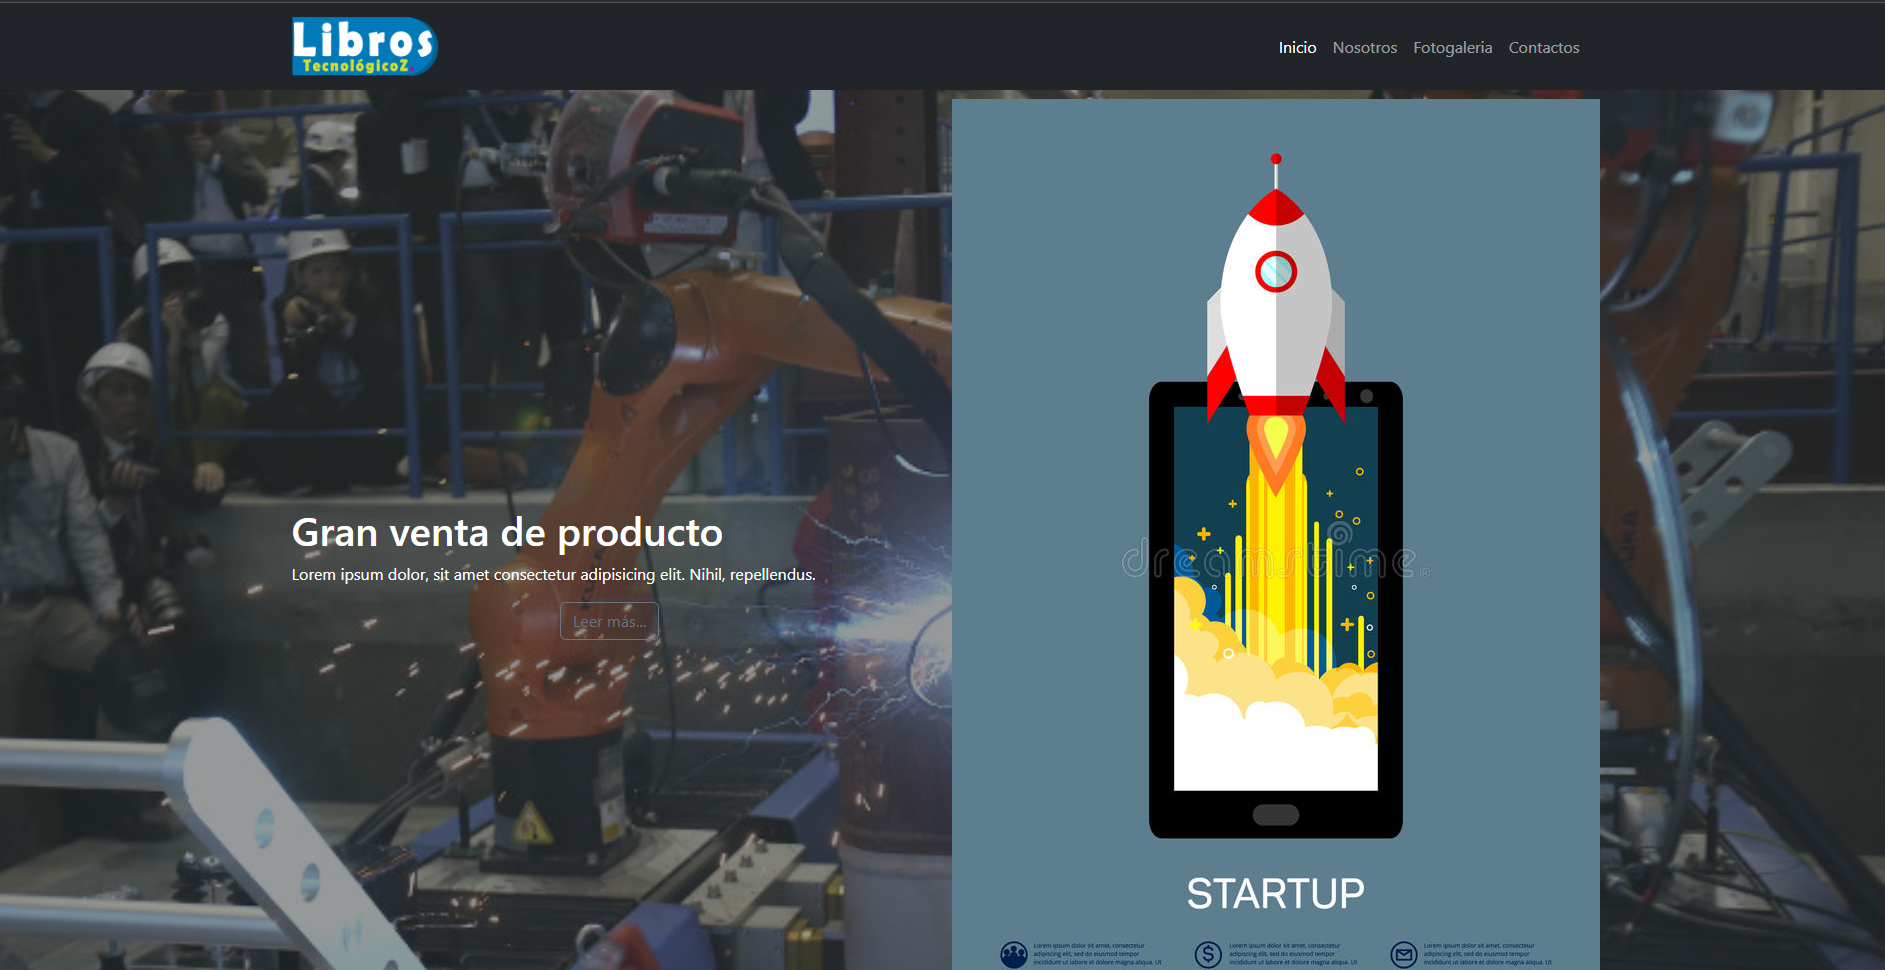 Libros
TecnológicoZ
Inicio Nosotros Fotogaleria Contactos
Gran venta de producto
Lorem ipsum dolor, sit amet consectetur adipisicing elit. Nihil, repellendus.
Leer más...
dreamstime
STARTUP
Lorem ipsum dolor sit amet, consectetur
adipiscing elit, sed do eiusmod tempor
incididunt ut labore et dolore magna aliqua. Ut
Lorem ipsum dolor sit amet, consectetur
adipiscing elit, sed do eiusmod tempor
incididunt ut labore et dolore magna aliqua. Ut
Lorem ipsum dolor sit amet, consectetur
adipiscing elit, sed do eiusmod tempor
incididunt ut labore et dolore magna aliqua. Ut